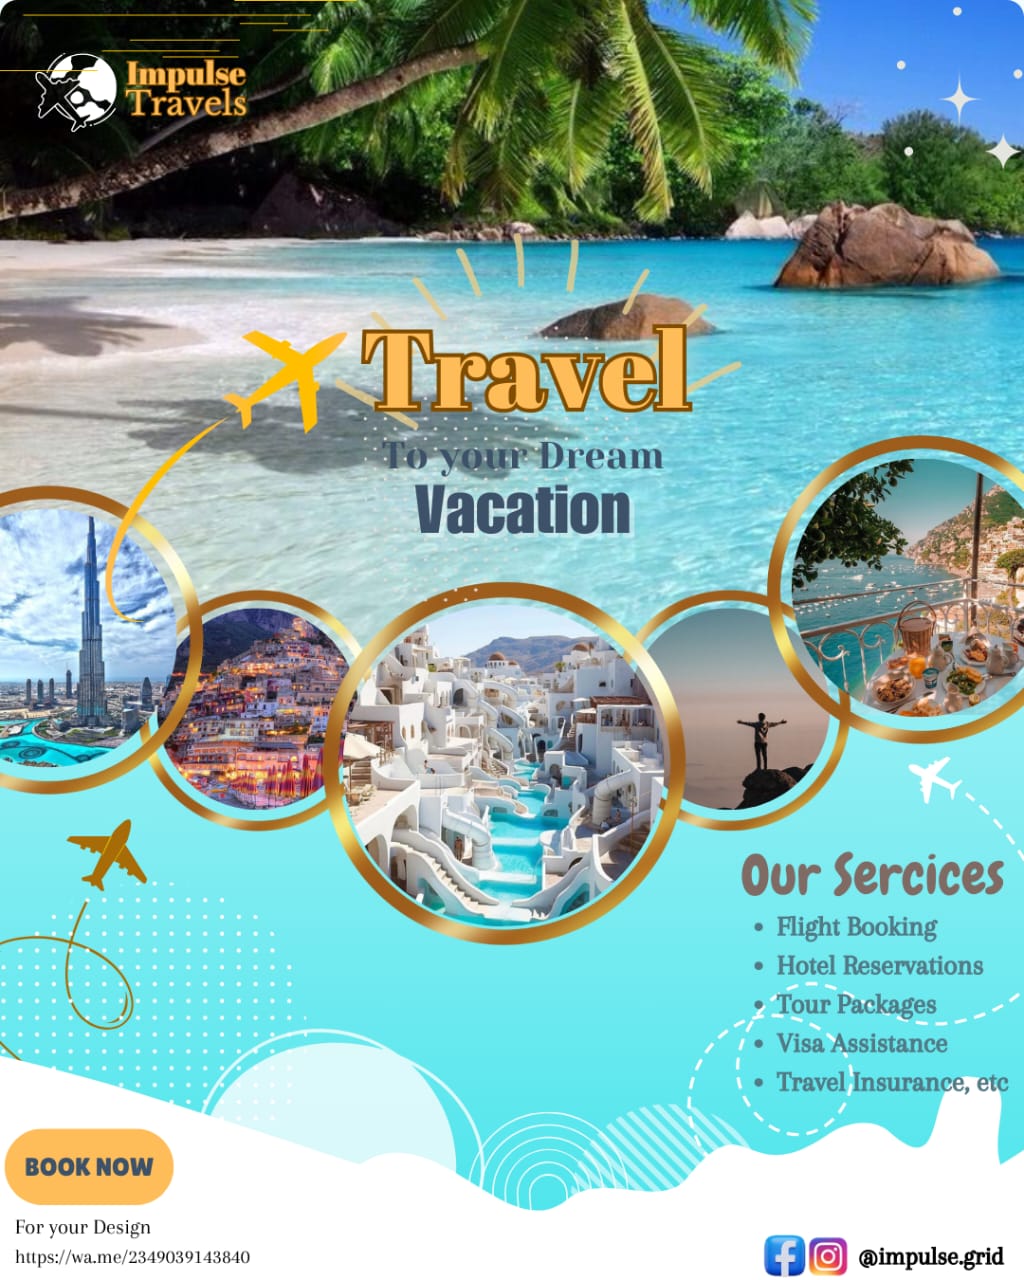 Impulse
Travels
Travel
To your Dream
Vacation
Our Sercices
• Flight Booking
• Hotel Reservations
• Tour Packages
• Visa Assistance
• Travel Insurance, etc
BOOK NOW
For your Design
https://wa.me/2349039143840
@impulse.grid